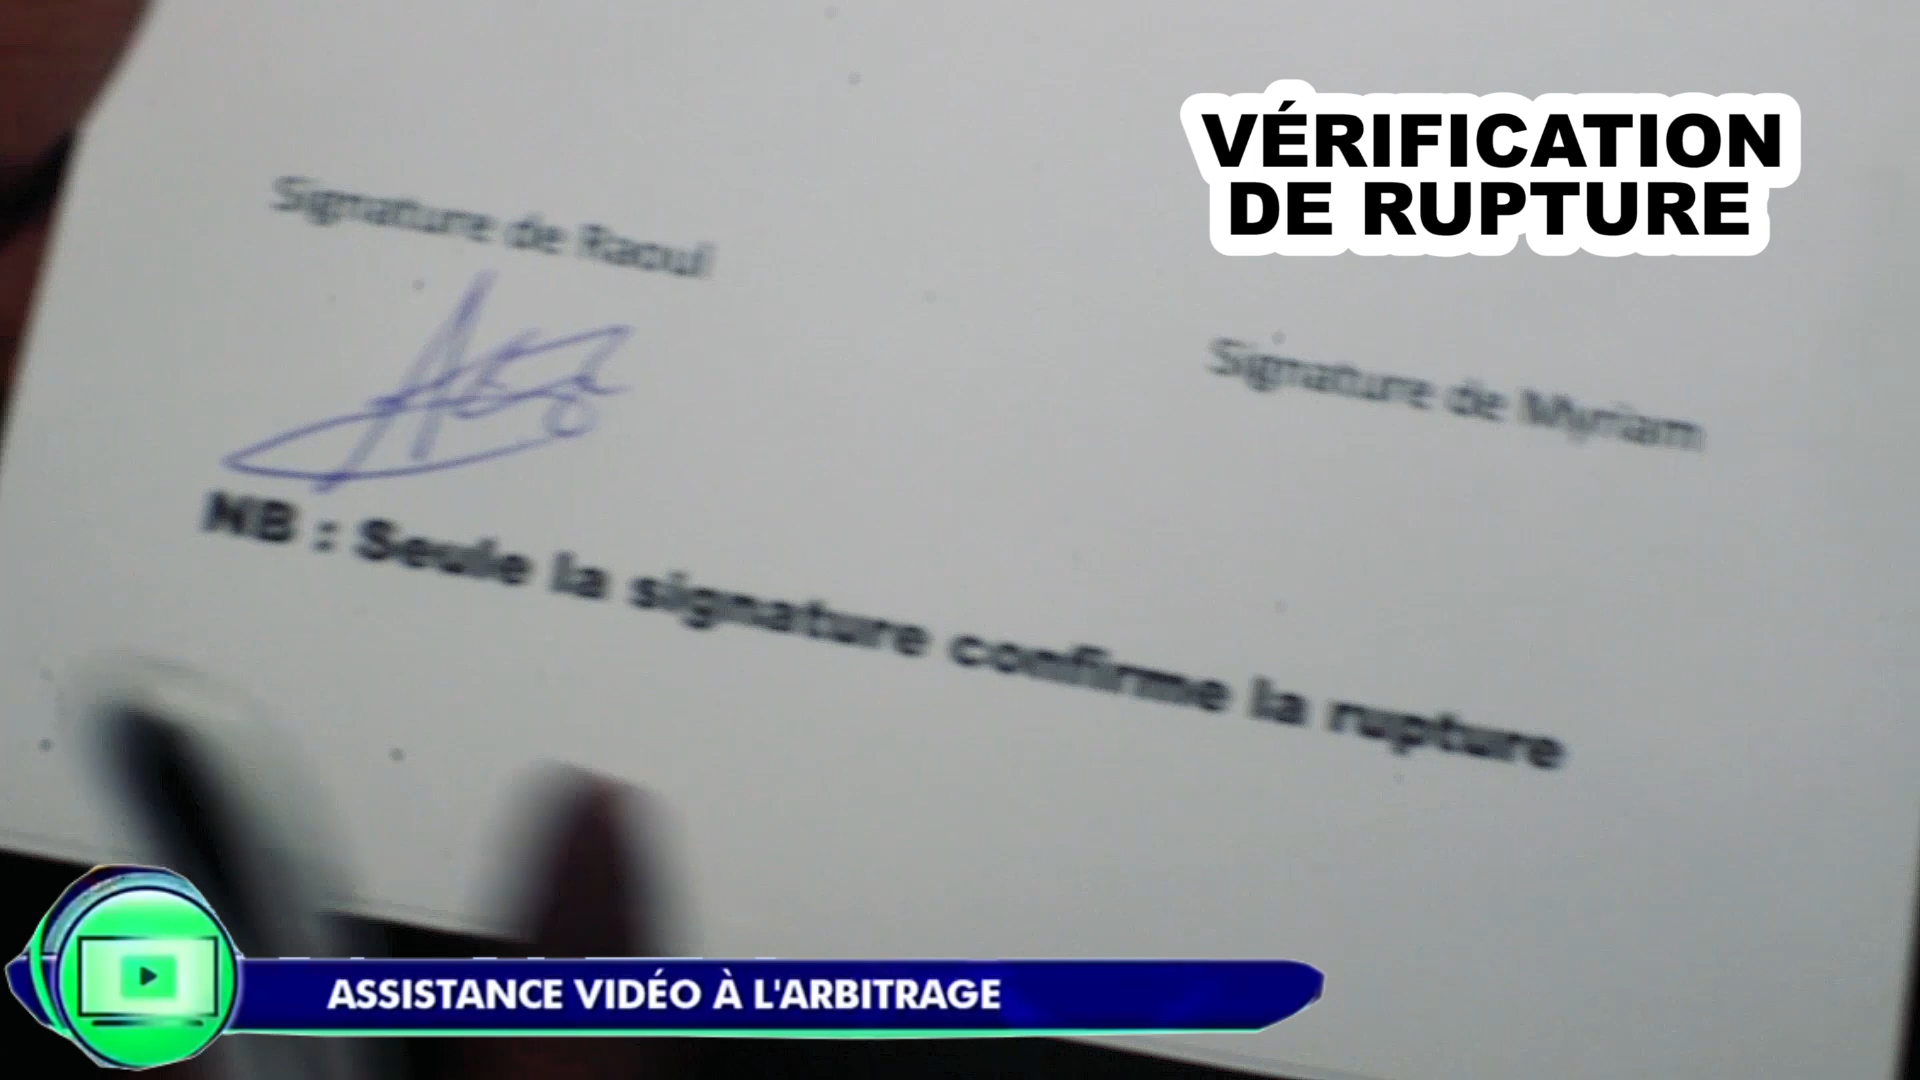 VÉRIFICATION
DE RUPTURE
Signature de Raoul
Signature de Myriam
NB : Seule la signature confirme la rupture
ASSISTANCE VIDÉO À L'ARBITRAGE